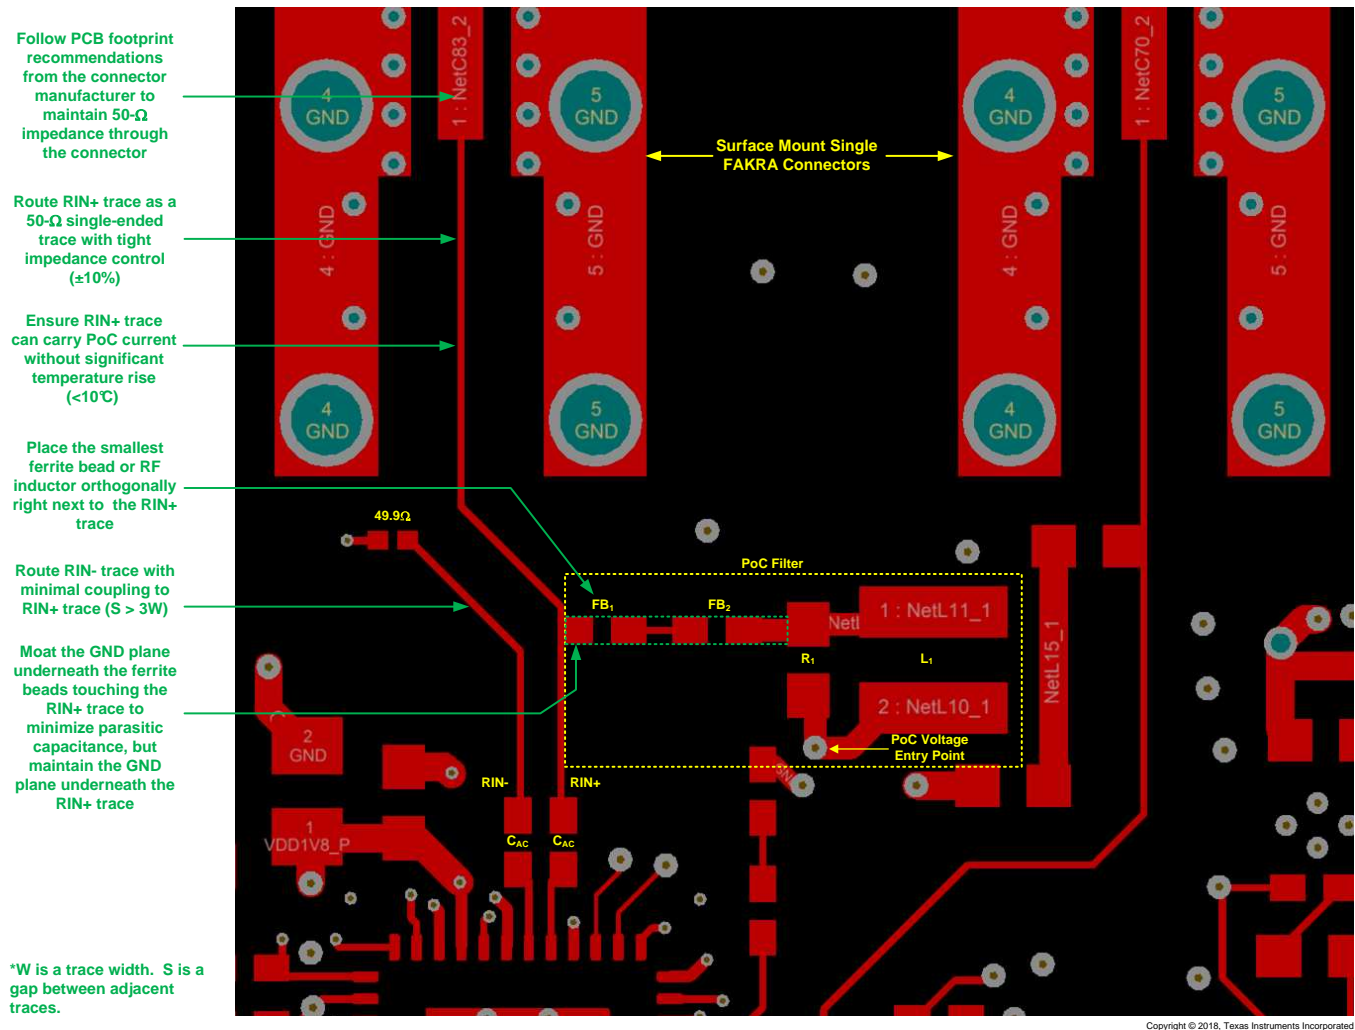 Follow PCB footprint
recommendations
from the connector
manufacturer to
maintain 50-Ω
impedance through
the connector
Route RIN+ trace as a
50-Ω single-ended
trace with tight
impedance control
(±10%)
Ensure RIN+ trace
can carry PoC current
without significant
temperature rise
(<10°C)
Place the smallest
ferrite bead or RF
inductor orthogonally
right next to the RIN+
trace
Route RIN- trace with
minimal coupling to
RIN+ trace (S > 3W)
Moat the GND plane
underneath the ferrite
beads touching the
RIN+ trace to
minimize parasitic
capacitance, but
maintain the GND
plane underneath the
RIN+ trace
*W is a trace width. S is a
gap between adjacent
traces.
4
GND
1 : NetC83_2
5
GND
Surface Mount Single
FAKRA Connectors
4
GND
1 : NetC70_2
5
GND
4 : GND
5 : GND
4 : GND
5 : GND
4
GND
5
GND
4
GND
5
GND
49.9Ω
PoC Filter
FB1
FB2
NetL
1 : NetL11_1
R1
L1
NetL15_1
2 : NetL10_1
PoC Voltage
Entry Point
2
GND
RIN-
RIN+
CAC
CAC
1
VDD1V8_P
Copyright © 2018, Texas Instruments Incorporated